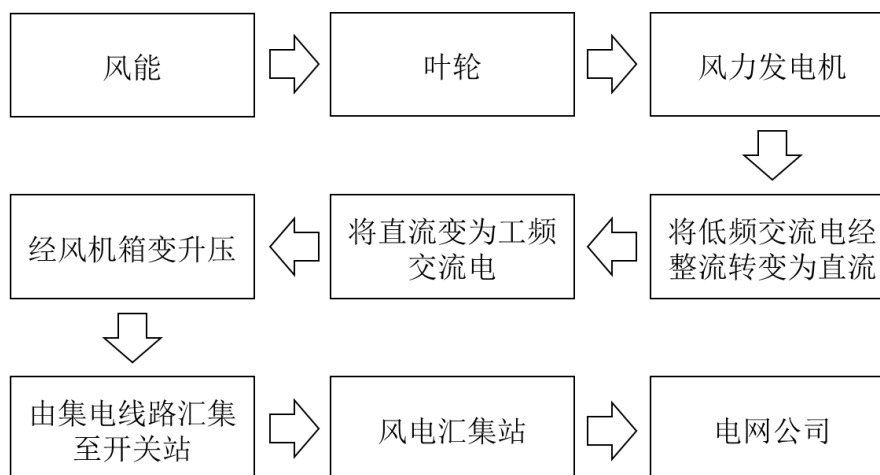 风能
叶轮
风力发电机
将低频交流电经
整流转变为直流
将直流变为工频
交流电
经风机箱变升压
由集电线路汇集
至开关站
风电汇集站
电网公司